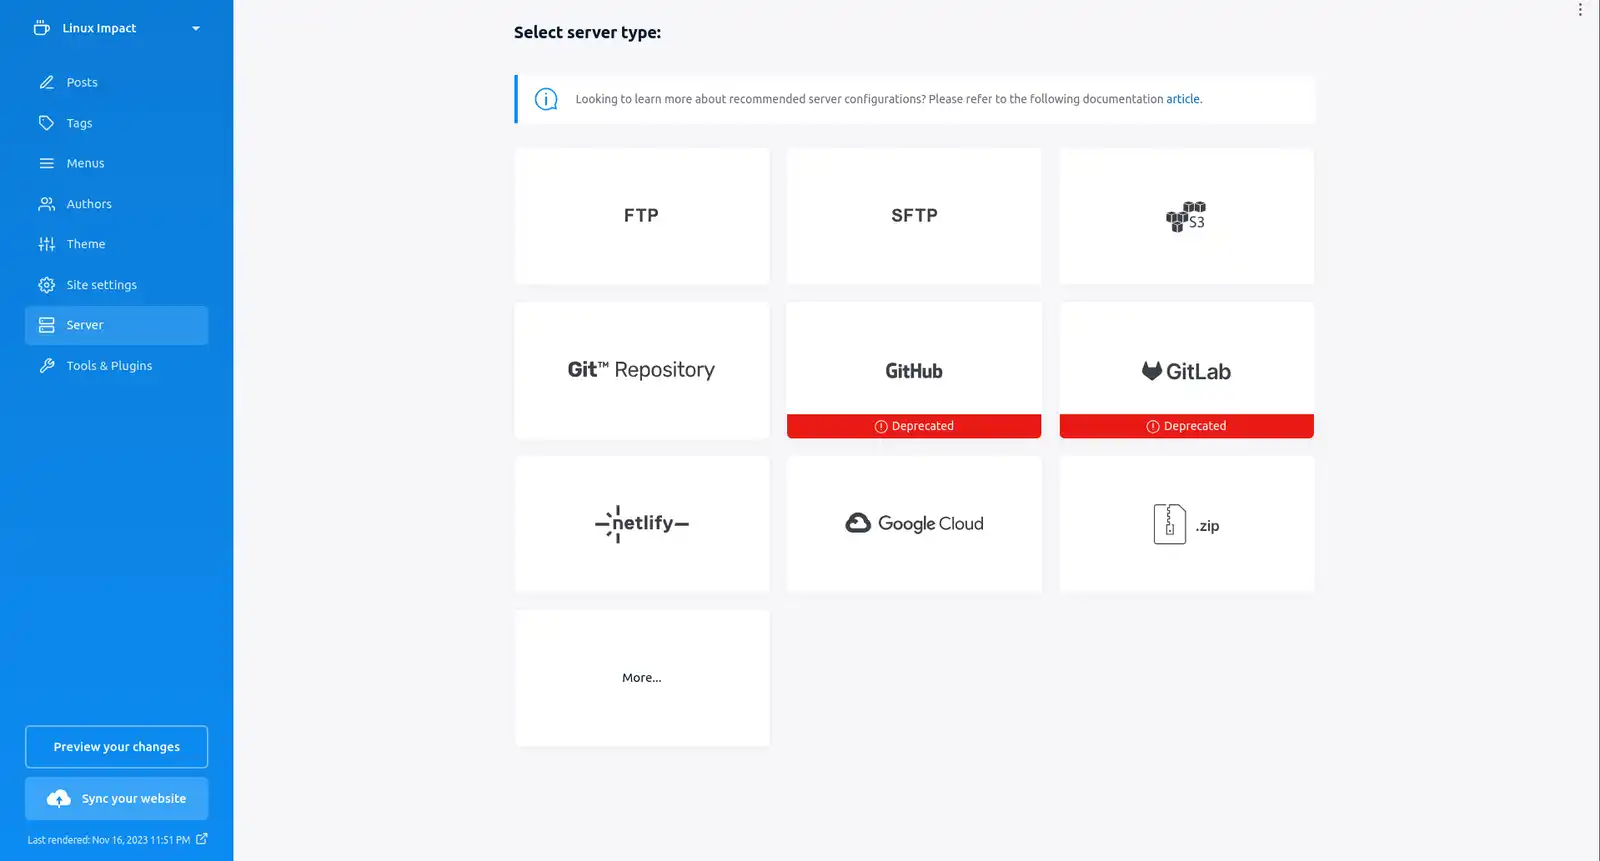 Linux Impact
Posts
Tags
Menus
Authors
Theme
Site settings
Server
Tools & Plugins
Preview your changes
Sync your website
Last rendered: Nov 16, 2023 11:51 PM
Select server type:
Looking to learn more about recommended server configurations? Please refer to the following documentation article.
FTP
SFTP
S3
Git™ Repository
GitHub
Deprecated
GitLab
Deprecated
netlify
Google Cloud
.zip
More...